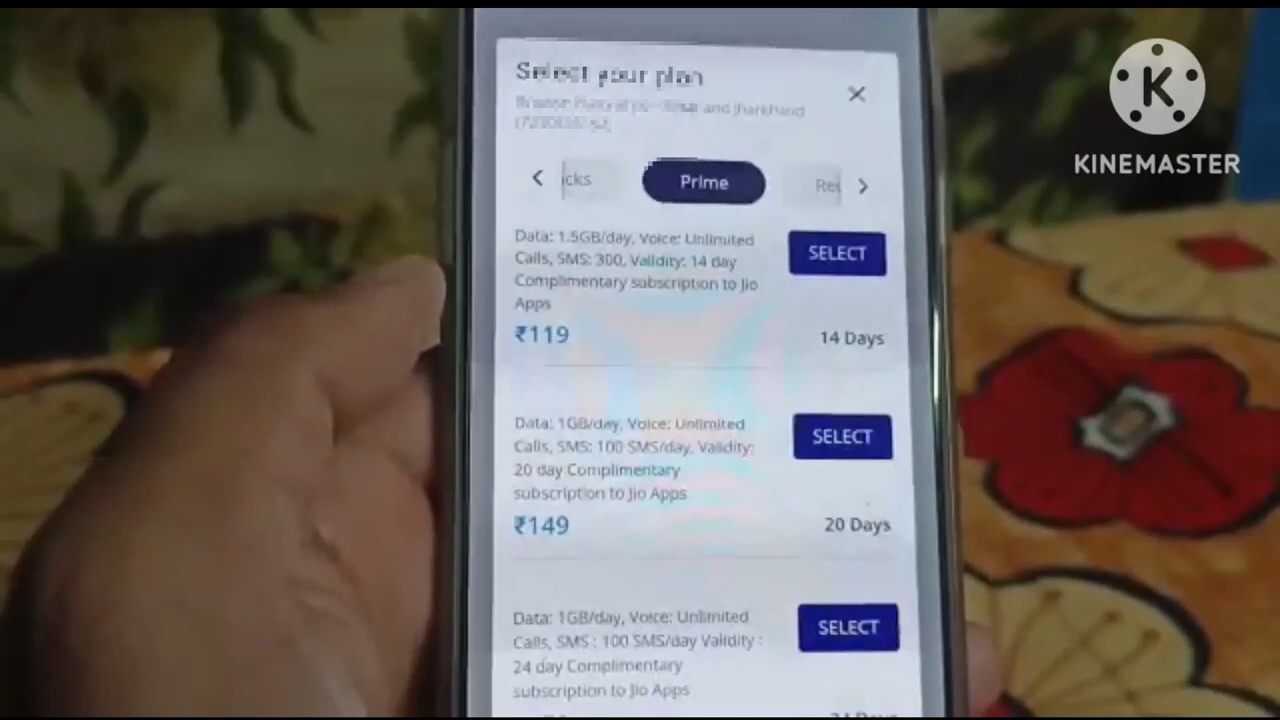 Select your plan
and Jharkhand
icks
Prime
Data: 1.5GB/day, Voice: Unlimited
Calls, SMS: 300, Validity: 14 day
Complimentary subscription to Jio
Apps
SELECT
₹119
14 Days
Data: 1GB/day, Voice: Unlimited
Calls, SMS: 100 SMS/day, Validity:
20 day Complimentary
subscription to Jio Apps
SELECT
₹149
20 Days
Data: 1GB/day, Voice: Unlimited
Calls, SMS : 100 SMS/day Validity :
24 day Complimentary
subscription to Jio Apps
SELECT
K
KINEMASTER